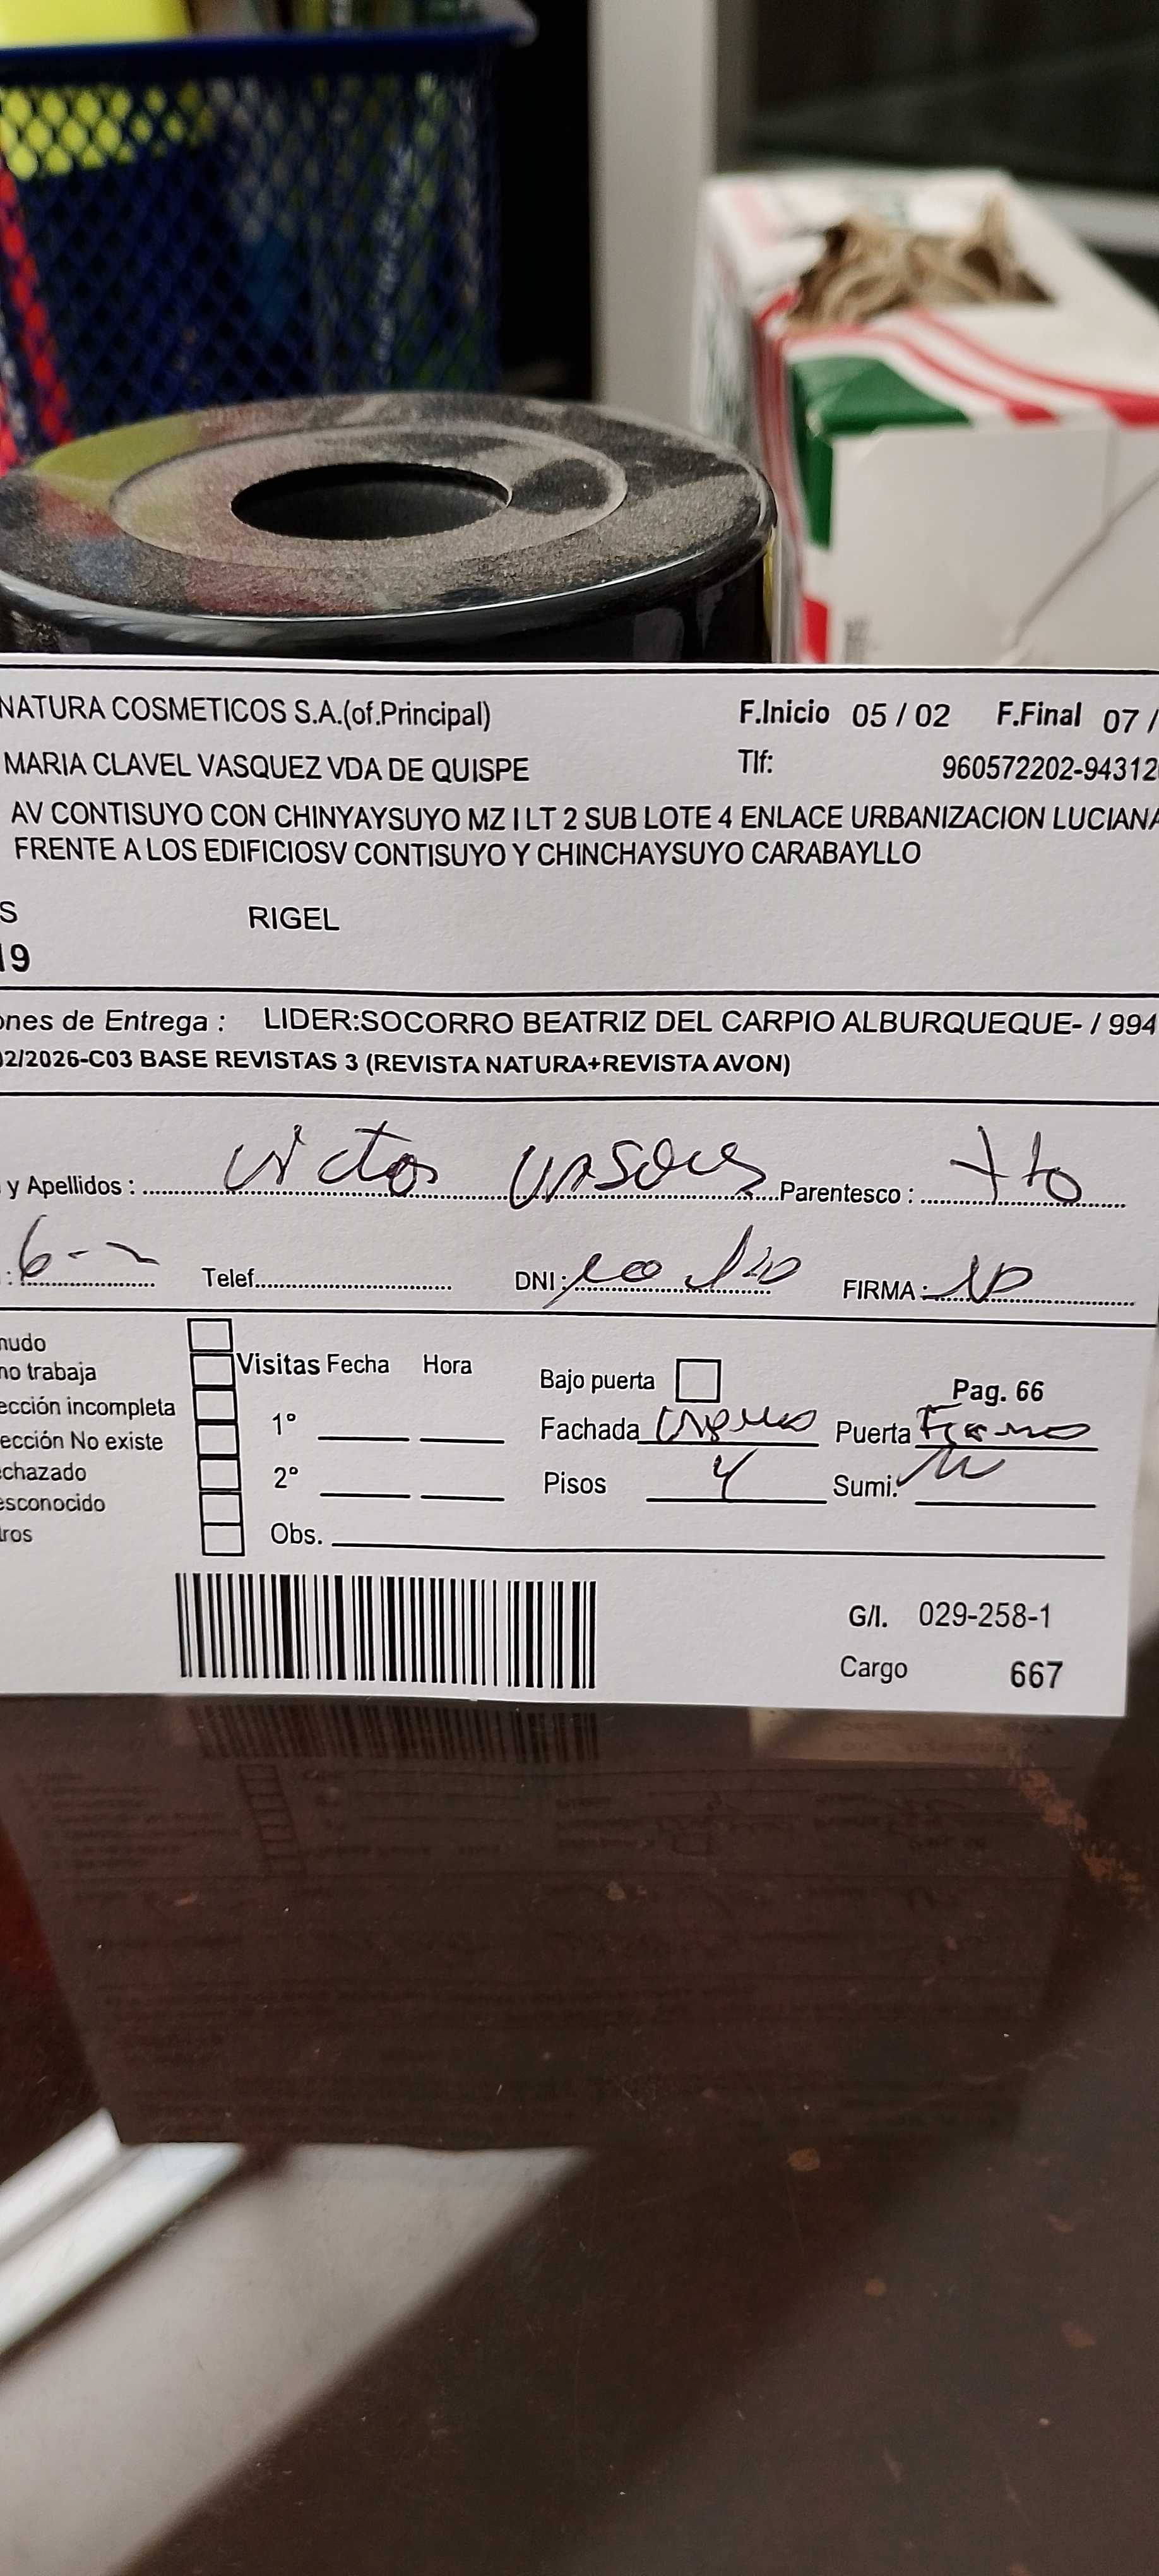 NATURA COSMETICOS S.A.(of.Principal) F.Inicio 05 / 02 F.Final 07 /
MARIA CLAVEL VASQUEZ VDA DE QUISPE Tlf: 960572202-94312
AV CONTISUYO CON CHINYAYSUYO MZ I LT 2 SUB LOTE 4 ENLACE URBANIZACION LUCIANA
FRENTE A LOS EDIFICIOSV CONTISUYO Y CHINCHAYSUYO CARABAYLLO
S RIGEL
19
ones de Entrega : LIDER:SOCORRO BEATRIZ DEL CARPIO ALBURQUEQUE- / 994
02/2026-C03 BASE REVISTAS 3 (REVISTA NATURA+REVISTA AVON)
y Apellidos : Victor Parentesco :
: 6-2 Telef. DNI: FIRMA:
nudo
no trabaja Visitas Fecha Hora Bajo puerta Pag. 66
ección incompleta 1° Fachada Puerta
ección No existe
echazado 2° Pisos 4 Sumi.
esconocido
tros Obs.
G/I. 029-258-1
Cargo 667